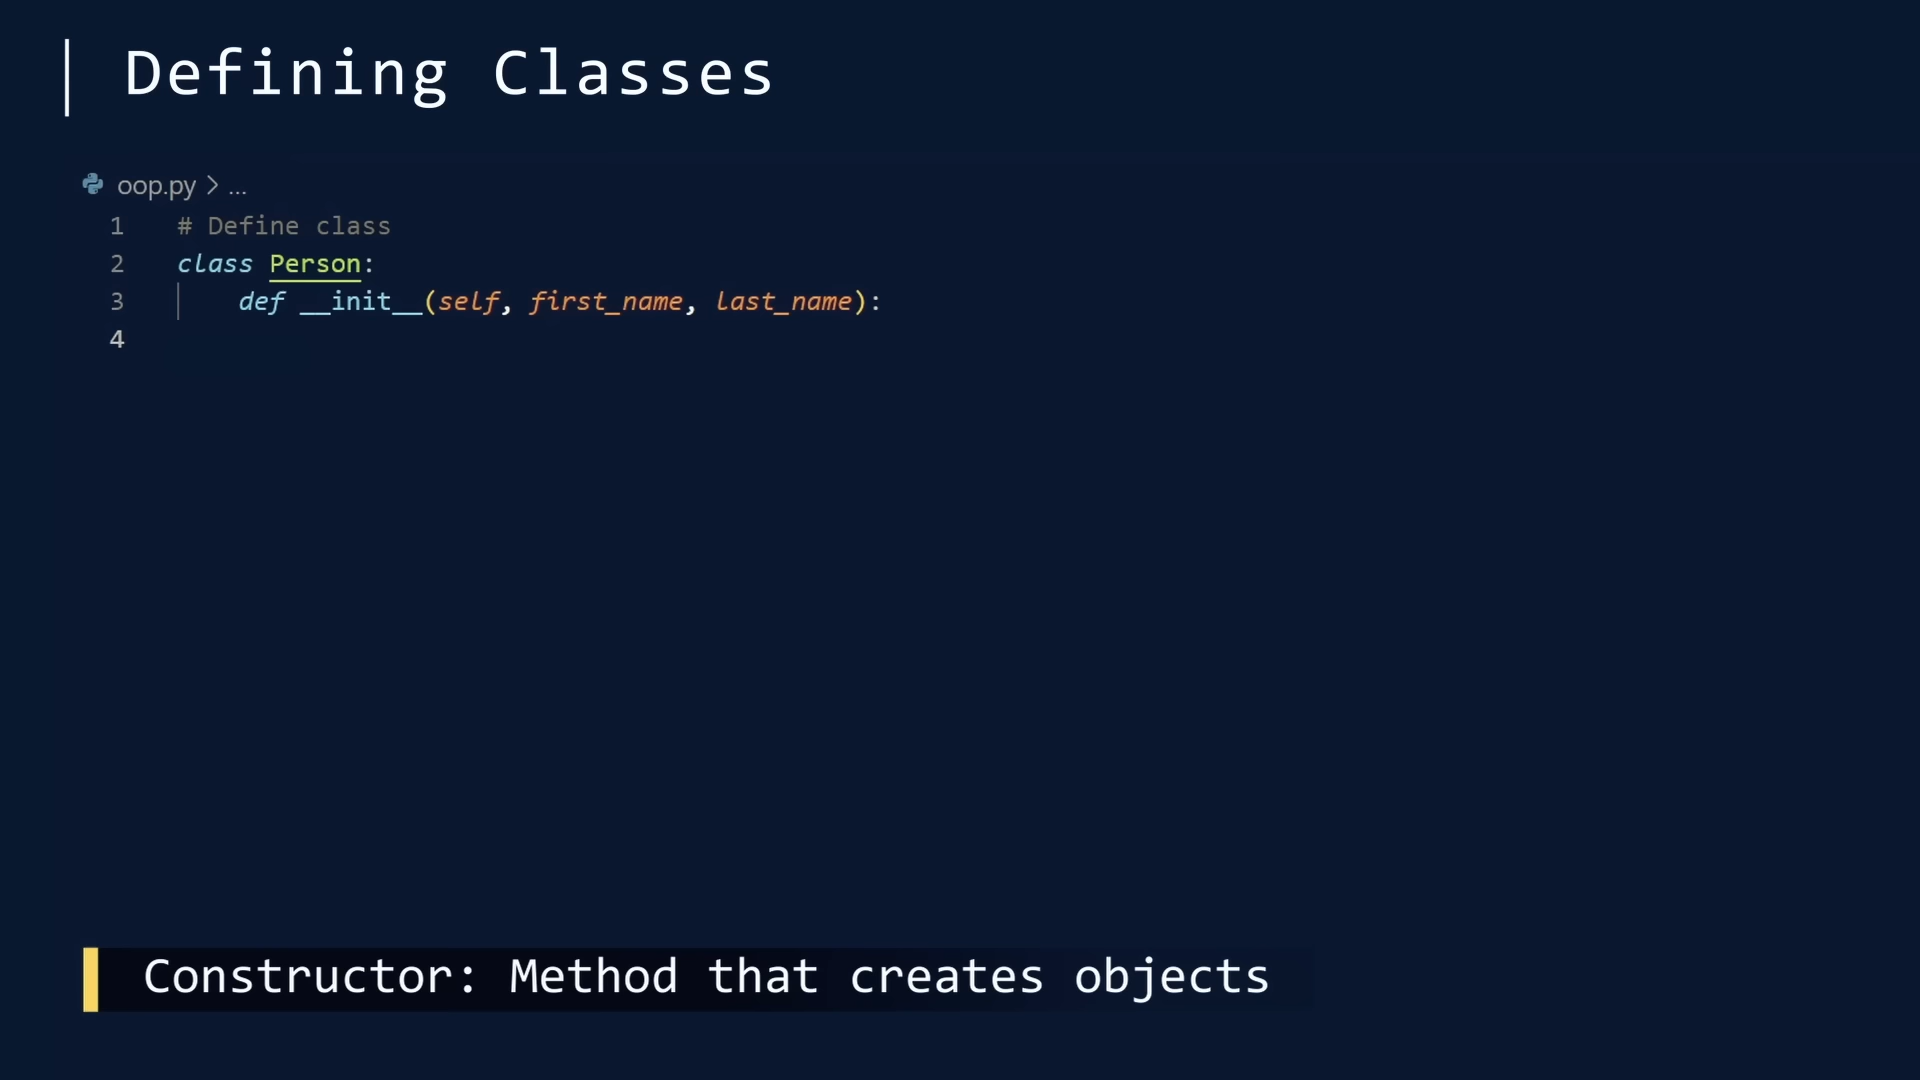 Defining Classes
oop.py > ...
1 # Define class
2 class Person:
3 def __init__(self, first_name, last_name):
4
Constructor: Method that creates objects